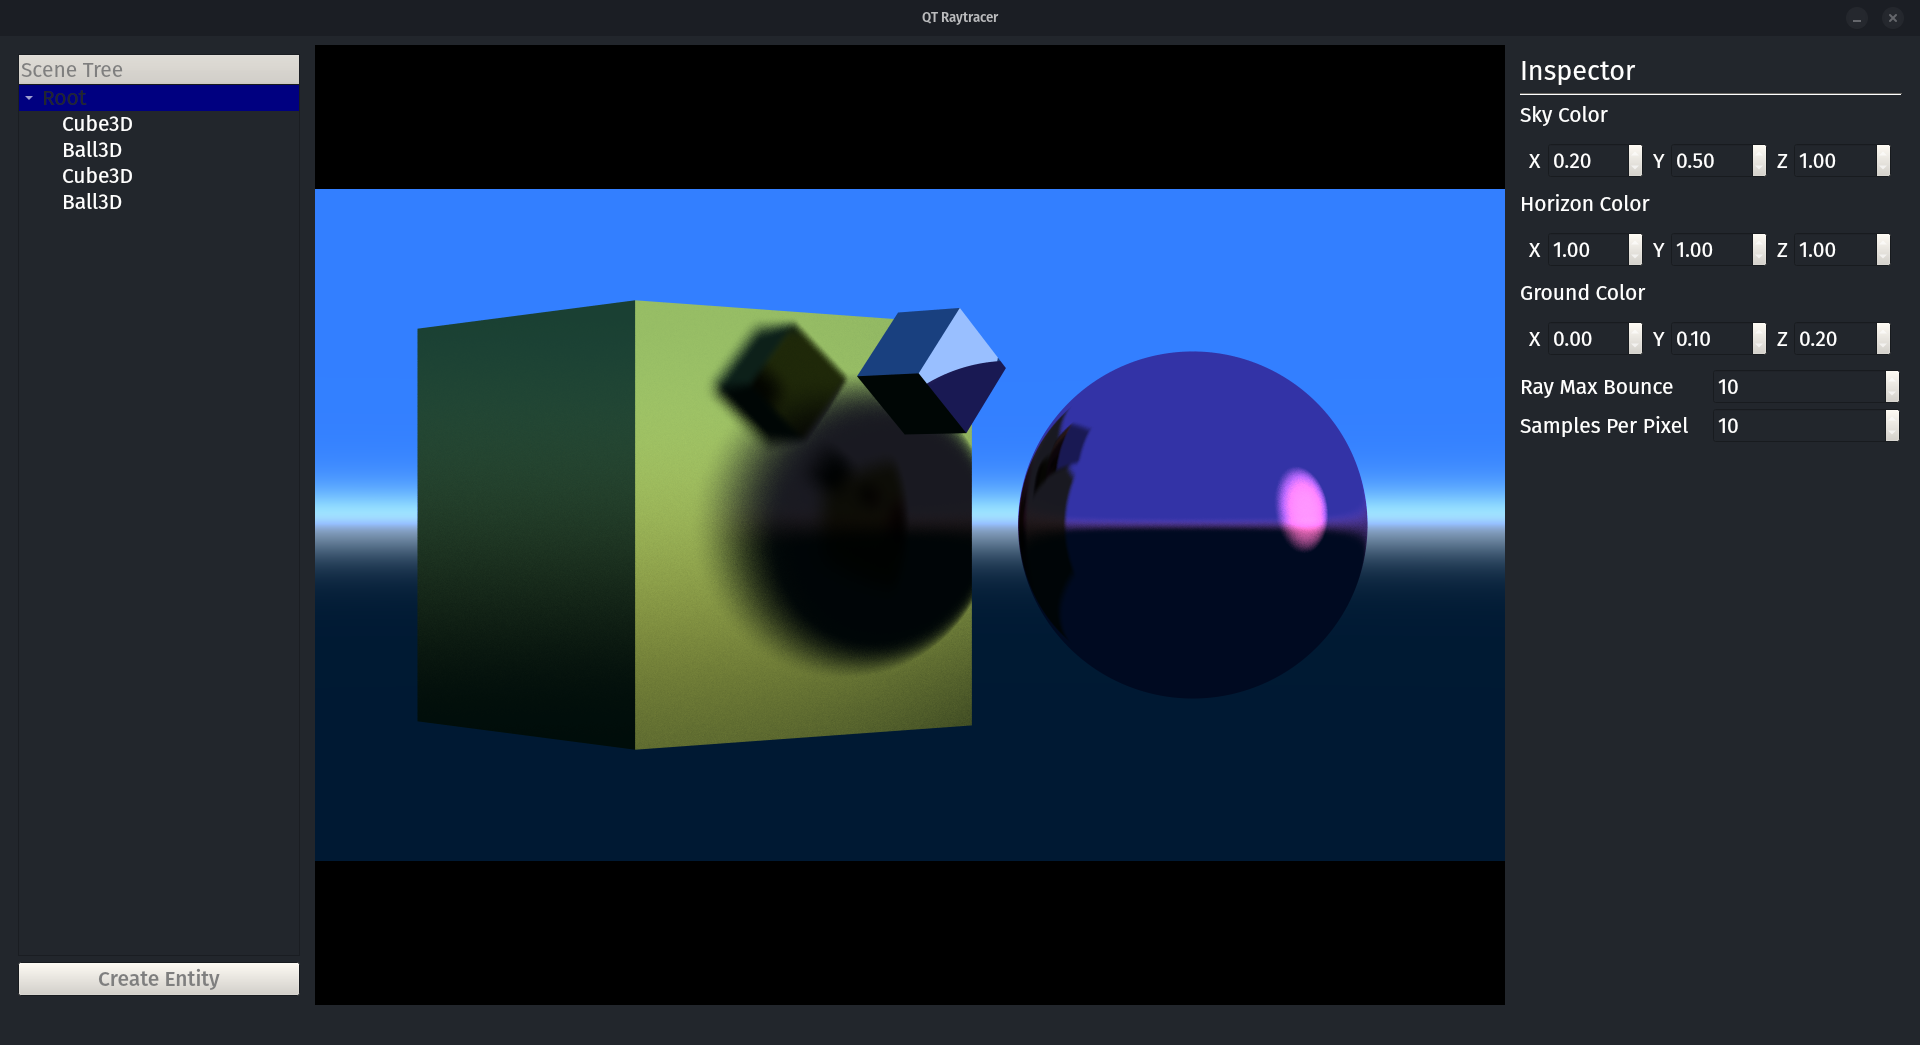 QT Raytracer
Scene Tree
Root
Cube3D
Ball3D
Cube3D
Ball3D
Create Entity
Inspector
Sky Color
X 0.20 Y 0.50 Z 1.00
Horizon Color
X 1.00 Y 1.00 Z 1.00
Ground Color
X 0.00 Y 0.10 Z 0.20
Ray Max Bounce 10
Samples Per Pixel 10